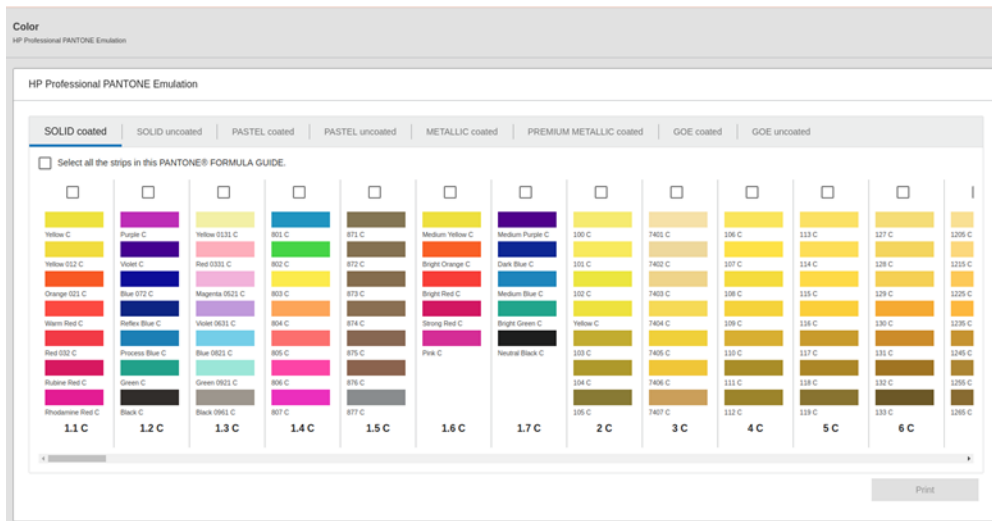 Color
HP Professional PANTONE Emulation
HP Professional PANTONE Emulation
SOLID coated SOLID uncoated PASTEL coated PASTEL uncoated METALLIC coated PREMIUM METALLIC coated GOE coated GOE uncoated
Select all the strips in this PANTONE® FORMULA GUIDE.
Yellow C Purple C Yellow 0131 C 801 C 871 C Medium Yellow C Medium Purple C 100 C 7401 C 106 C 113 C 127 C 1205 C
Yellow 012 C Violet C Red 0331 C 802 C 872 C Bright Orange C Dark Blue C 101 C 7402 C 107 C 114 C 128 C 1215 C
Orange 021 C Blue 072 C Magenta 0521 C 803 C 873 C Bright Red C Medium Blue C 102 C 7403 C 108 C 115 C 129 C 1225 C
Warm Red C Reflex Blue C Violet 0631 C 804 C 874 C Strong Red C Bright Green C Yellow C 7404 C 109 C 116 C 130 C 1235 C
Red 032 C Process Blue C Blue 0821 C 805 C 875 C Pink C Neutral Black C 103 C 7405 C 110 C 117 C 131 C 1245 C
Rubine Red C Green C Green 0921 C 806 C 876 C 104 C 7406 C 111 C 118 C 132 C 1255 C
Rhodamine Red C Black C Black 0961 C 807 C 877 C 105 C 7407 C 112 C 119 C 133 C 1265 C
1.1 C 1.2 C 1.3 C 1.4 C 1.5 C 1.6 C 1.7 C 2 C 3 C 4 C 5 C 6 C
Print